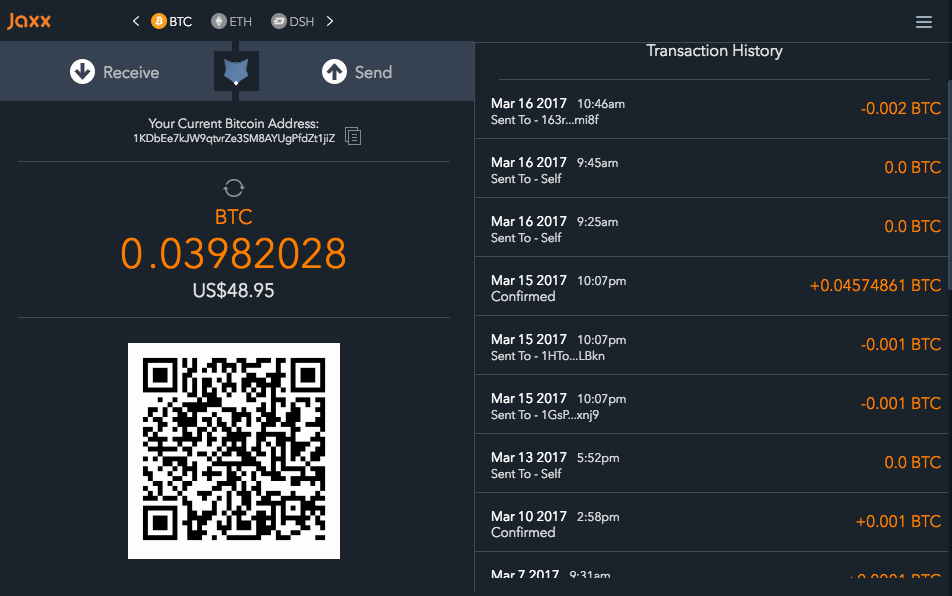 Jaxx
BTC ETH DSH
Receive Send
Your Current Bitcoin Address:
1KDbEe7kJW9qtvrZe3SM8AYUgPfdZt1jiZ
BTC
0.03982028
US$48.95
Transaction History
Mar 16 2017 10:46am
Sent To - 163r...mi8f
-0.002 BTC
Mar 16 2017 9:45am
Sent To - Self
0.0 BTC
Mar 16 2017 9:25am
Sent To - Self
0.0 BTC
Mar 15 2017 10:07pm
Confirmed
+0.04574861 BTC
Mar 15 2017 10:07pm
Sent To - 1HTo...LBkn
-0.001 BTC
Mar 15 2017 10:07pm
Sent To - 1GsP...xnj9
-0.001 BTC
Mar 13 2017 5:52pm
Sent To - Self
0.0 BTC
Mar 10 2017 2:58pm
Confirmed
+0.001 BTC
Mar 7 2017 9:31am